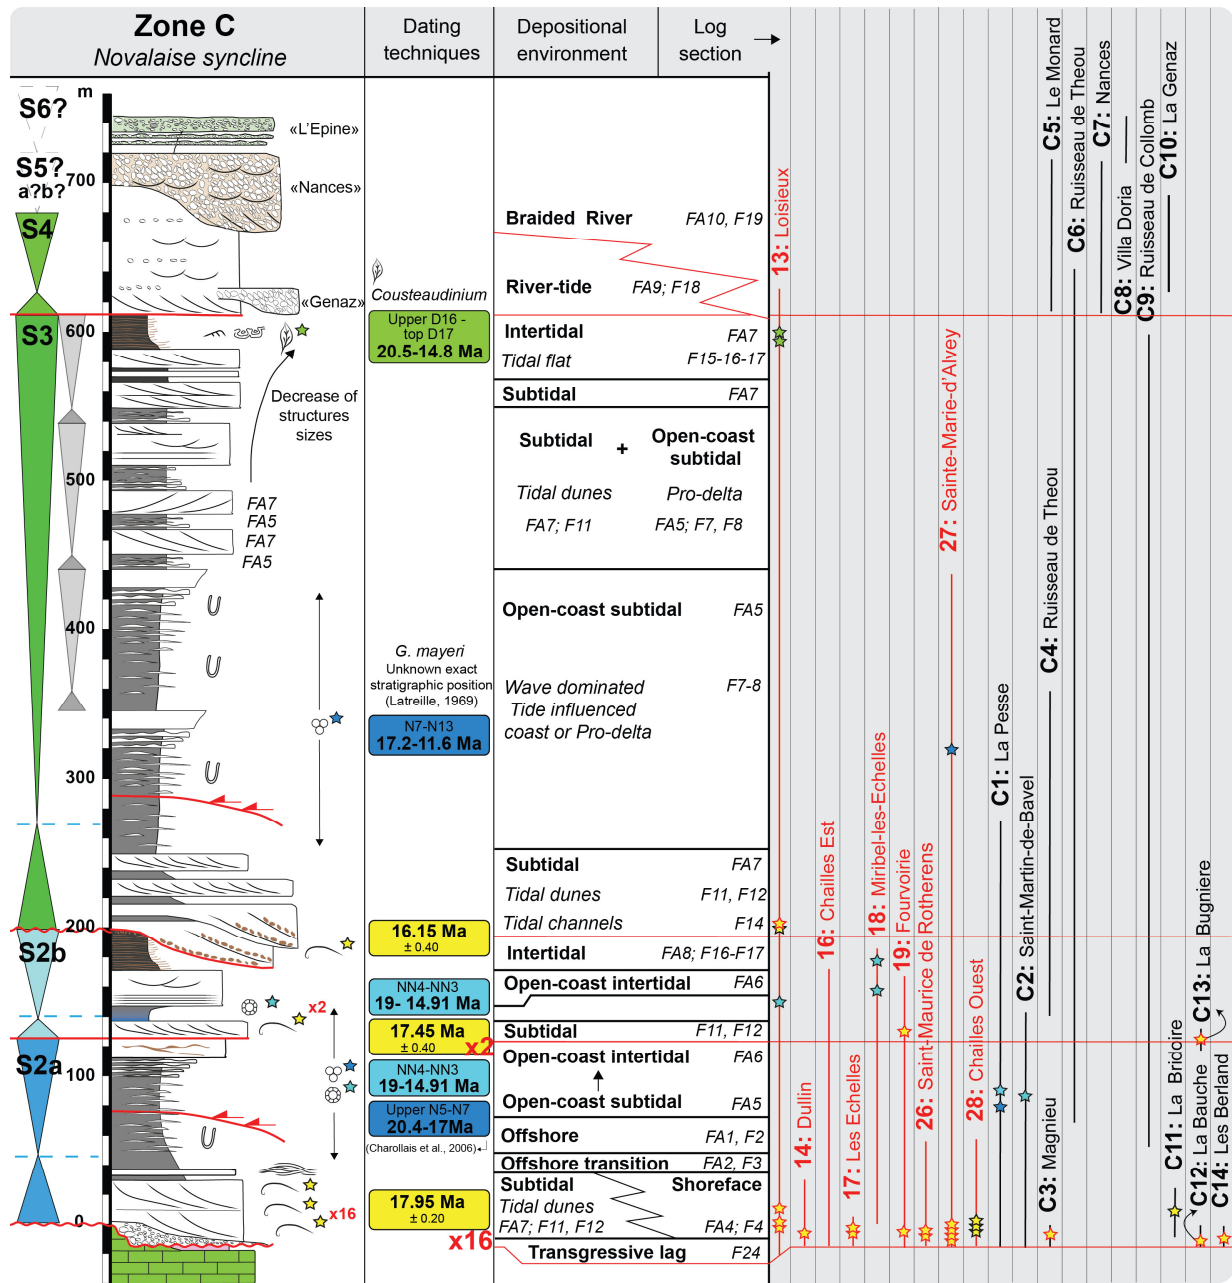 Zone C
Novalaise syncline
Dating
techniques
Depositional
environment
Log
section
m
S6?
S5?
a?b?
S4
S3
S2b
S2a
700
600
500
400
300
200
100
0
«L'Epine»
«Nances»
«Genaz»
Decrease of
structures
sizes
FA7
FA5
FA7
FA5
x2
x16
Cousteaudinium
Upper D16 -
top D17
20.5-14.8 Ma
G. mayeri
Unknown exact
stratigraphic position
(Latreille, 1969)
N7-N13
17.2-11.6 Ma
16.15 Ma
± 0.40
NN4-NN3
19- 14.91 Ma
17.45 Ma
± 0.40
x2
NN4-NN3
19-14.91 Ma
Upper N5-N7
20.4-17Ma
(Charollais et al., 2006)
17.95 Ma
± 0.20
x16
Braided River FA10, F19
River-tide FA9; F18
Intertidal FA7
Tidal flat F15-16-17
Subtidal FA7
Subtidal + Open-coast
subtidal
Tidal dunes Pro-delta
FA7; F11 FA5; F7, F8
Open-coast subtidal FA5
Wave dominated F7-8
Tide influenced
coast or Pro-delta
Subtidal FA7
Tidal dunes F11, F12
Tidal channels F14
Intertidal FA8; F16-F17
Open-coast intertidal FA6
Subtidal F11, F12
Open-coast intertidal FA6
Open-coast subtidal FA5
Offshore FA1, F2
Offshore transition FA2, F3
Subtidal Shoreface
Tidal dunes
FA7; F11, F12 FA4; F4
Transgressive lag F24
13: Loisieux
14: Dullin
16: Chailles Est
17: Les Echelles
18: Miribel-les-Echelles
19: Fourvoirie
26: Saint-Maurice de Rotherens
27: Sainte-Marie-d'Alvey
28: Chailles Ouest
C1: La Pesse
C2: Saint-Martin-de-Bavel
C3: Magnieu
C4: Ruisseau de Theou
C5: Le Monard
C6: Ruisseau de Theou
C7: Nances
C8: Villa Doria
C9: Ruisseau de Collomb
C10: La Genaz
C11: La Bridoire
C12: La Bauche
C13: La Bugniere
C14: Les Berland